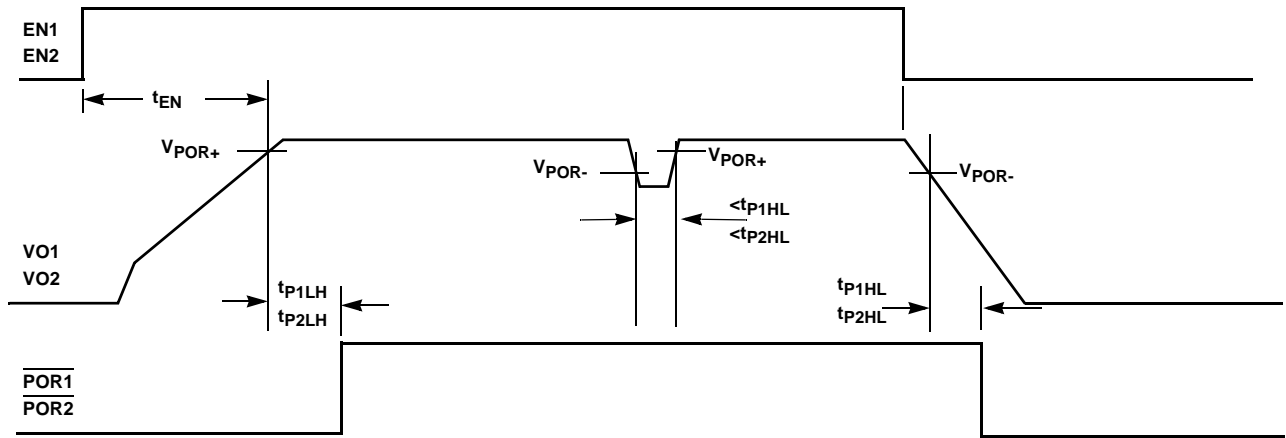 EN1
EN2
tEN
VPOR+
VPOR-
VPOR+
VPOR-
<tP1HL
<tP2HL
VO1
VO2
tP1LH
tP2LH
tP1HL
tP2HL
POR1
POR2